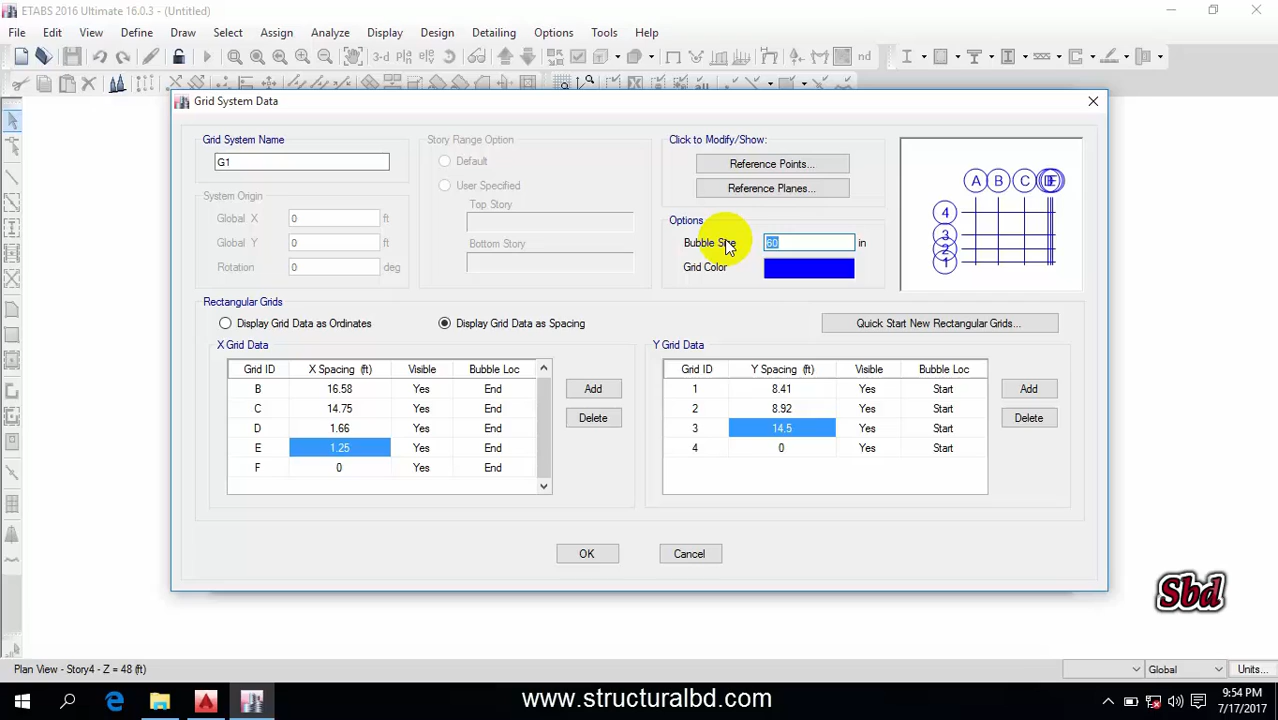 ETABS 2016 Ultimate 16.0.3 - (Untitled)
File Edit View Define Draw Select Assign Analyze Display Design Detailing Options Tools Help
3-d nd
all
Grid System Data
Grid System Name
G1
Story Range Option
Default
User Specified
Top Story
Bottom Story
System Origin
Global X 0 ft
Global Y 0 ft
Rotation 0 deg
Click to Modify/Show:
Reference Points...
Reference Planes...
Options
Bubble Size 60 in
Grid Color
A B C
4
3
2
1
Rectangular Grids
Display Grid Data as Ordinates
Display Grid Data as Spacing
Quick Start New Rectangular Grids...
X Grid Data
Grid ID X Spacing (ft) Visible Bubble Loc
B 16.58 Yes End
C 14.75 Yes End
D 1.66 Yes End
E 1.25 Yes End
F 0 Yes End
Add
Delete
Y Grid Data
Grid ID Y Spacing (ft) Visible Bubble Loc
1 8.41 Yes Start
2 8.92 Yes Start
3 14.5 Yes Start
4 0 Yes Start
Add
Delete
OK
Cancel
Sbd
Plan View - Story4 - Z = 48 (ft)
Global
Units...
www.structuralbd.com
9:54 PM
7/17/2017